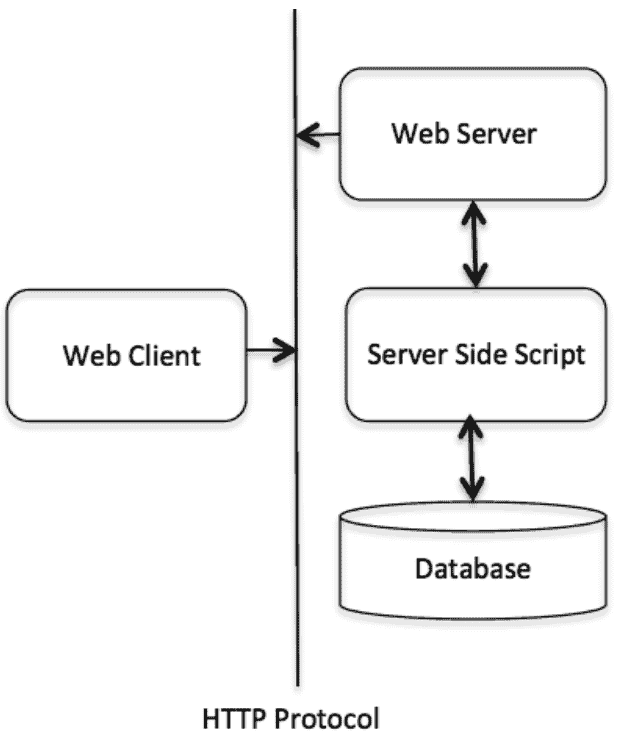 Web Server
Web Client
Server Side Script
Database
HTTP Protocol